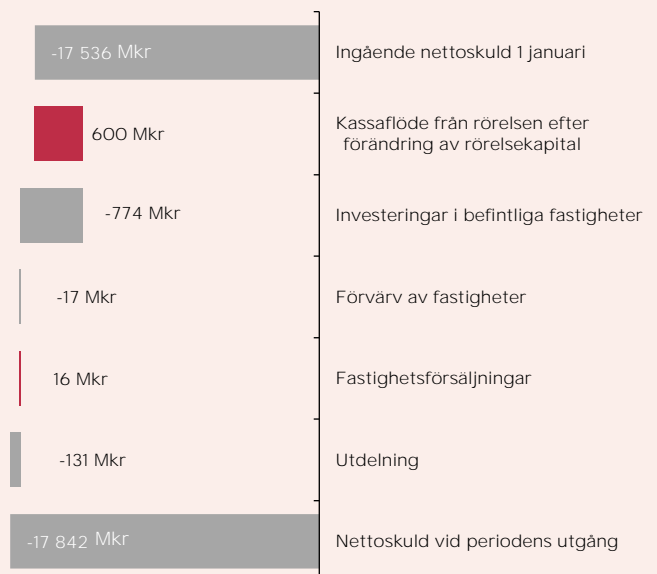 -17 536 Mkr Ingående nettoskuld 1 januari
600 Mkr Kassaflöde från rörelsen efter
förändring av rörelsekapital
-774 Mkr Investeringar i befintliga fastigheter
-17 Mkr Förvärv av fastigheter
16 Mkr Fastighetsförsäljningar
-131 Mkr Utdelning
-17 842 Mkr Nettoskuld vid periodens utgång